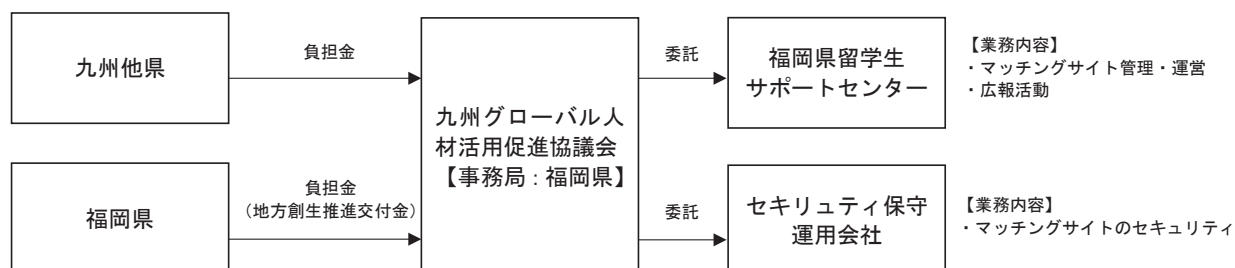 九州他県
負担金
福岡県
負担金
（地方創生推進交付金）
九州グローバル人
材活用促進協議会
【事務局：福岡県】
委託
福岡県留学生
サポートセンター
【業務内容】
・マッチングサイト管理・運営
・広報活動
委託
セキリュティ保守
運用会社
【業務内容】
・マッチングサイトのセキュリティ